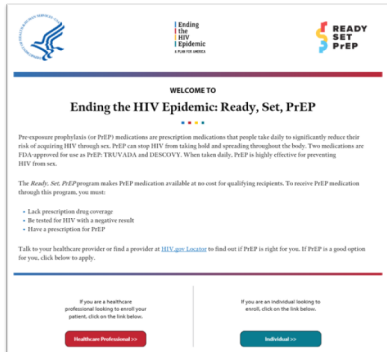 Ending
the
HIV
Epidemic
A PLAN FOR AMERICA
READY
SET
PrEP
WELCOME TO
Ending the HIV Epidemic: Ready, Set, PrEP
Pre-exposure prophylaxis (or PrEP) medications are prescription medications that people take daily to significantly reduce their
risk of acquiring HIV through sex. PrEP can stop HIV from taking hold and spreading throughout the body. Two medications are
FDA-approved for use as PrEP: TRUVADA and DESCOVY. When taken daily, PrEP is highly effective for preventing
HIV from sex.
The Ready, Set, PrEP program makes PrEP medication available at no cost for qualifying recipients. To receive PrEP medication
through this program, you must:
• Lack prescription drug coverage
• Be tested for HIV with a negative result
• Have a prescription for PrEP
Talk to your healthcare provider or find a provider at HIV.gov Locator to find out if PrEP is right for you. If PrEP is a good option
for you, click below to apply.
If you are a healthcare
professional looking to enroll your
patient, click on the link below.
Healthcare Professional >>
If you are an individual looking to
enroll, click on the link below.
Individual >>